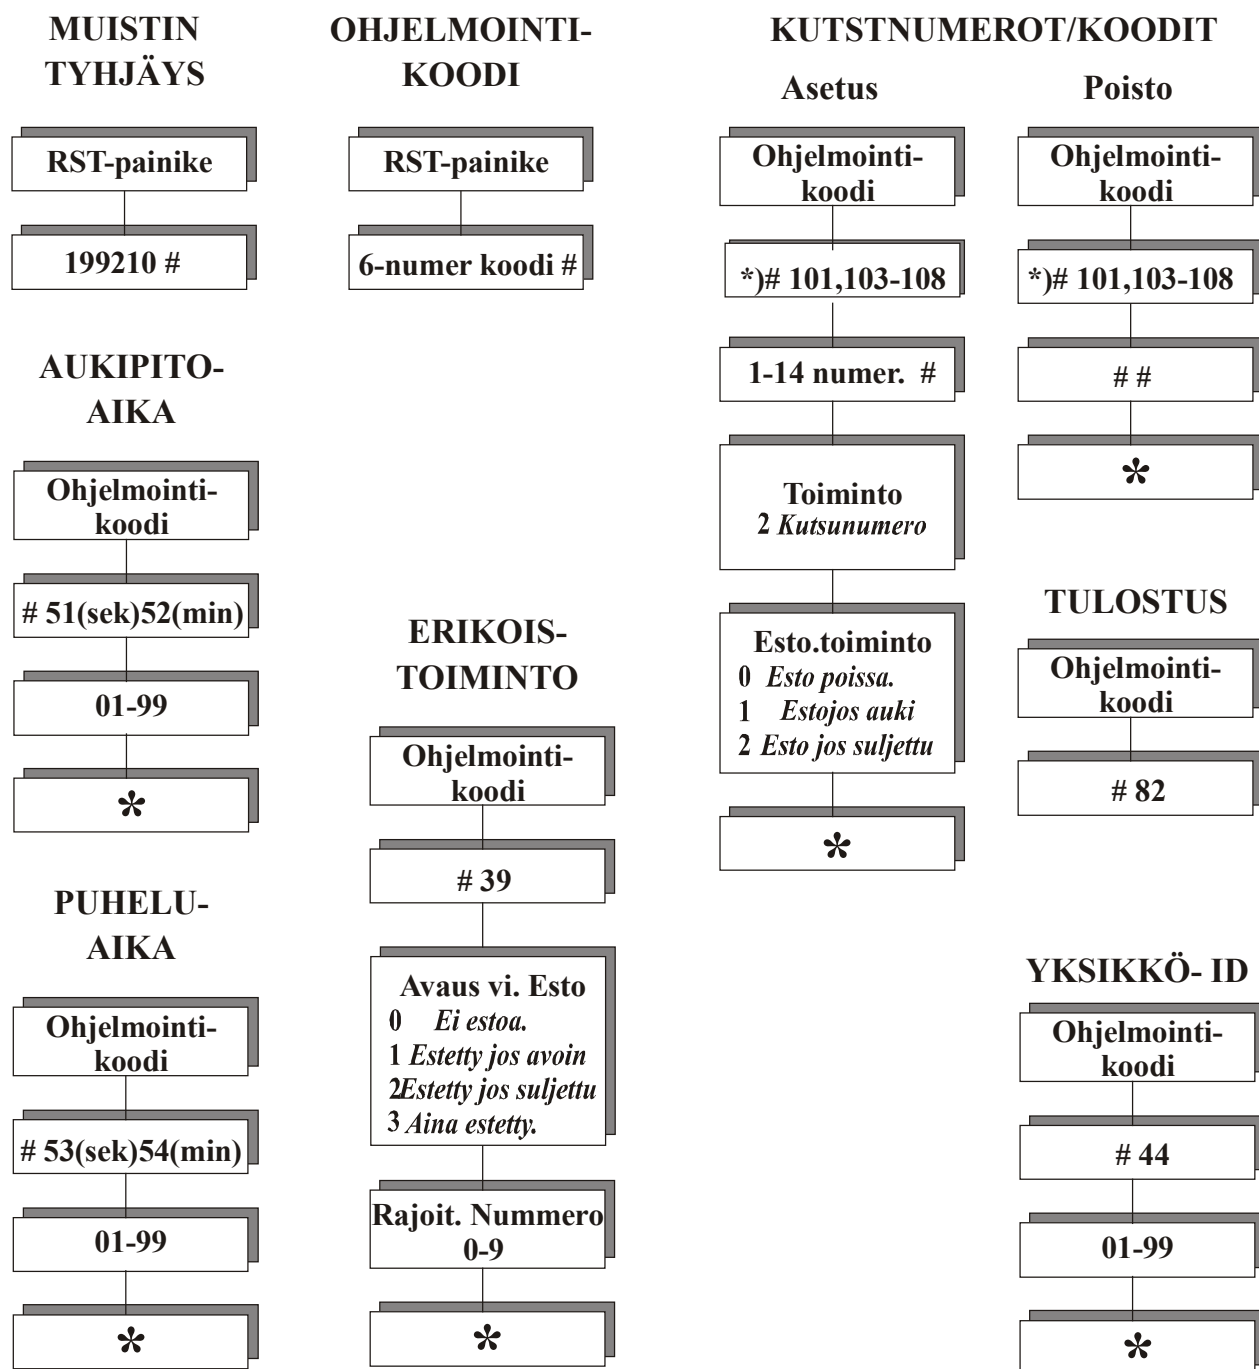 MUISTIN
TYHJÄYS
RST-painike
199210 #
OHJELMOINTI-
KOODI
RST-painike
6-numer koodi #
KUTSTNUMEROT/KOODIT
Asetus
Ohjelmointi-
koodi
*)# 101,103-108
1-14 numer. #
Toiminto
2 Kutsunumero
Esto.toiminto
0 Esto poissa.
1 Estojos auki
2 Esto jos suljettu
*
Poisto
Ohjelmointi-
koodi
*)# 101,103-108
# #
*
AUKIPITO-
AIKA
Ohjelmointi-
koodi
# 51(sek)52(min)
01-99
*
ERIKOIS-
TOIMINTO
Ohjelmointi-
koodi
# 39
Avaus vi. Esto
0 Ei estoa.
1 Estetty jos avoin
2Estetty jos suljettu
3 Aina estetty.
Rajoit. Nummero
0-9
*
TULOSTUS
Ohjelmointi-
koodi
# 82
PUHELU-
AIKA
Ohjelmointi-
koodi
# 53(sek)54(min)
01-99
*
YKSIKKÖ- ID
Ohjelmointi-
koodi
# 44
01-99
*